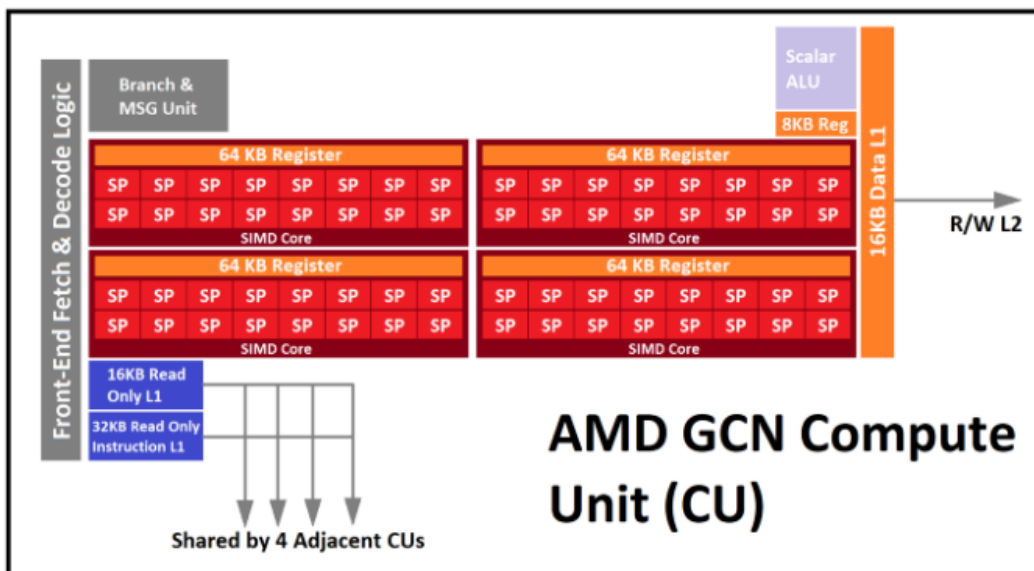 Front-End Fetch & Decode Logic
Branch &
MSG Unit
Scalar
ALU
8KB Reg
16KB Data L1
R/W L2
64 KB Register
SP SP SP SP SP SP SP SP
SP SP SP SP SP SP SP SP
SIMD Core
64 KB Register
SP SP SP SP SP SP SP SP
SP SP SP SP SP SP SP SP
SIMD Core
64 KB Register
SP SP SP SP SP SP SP SP
SP SP SP SP SP SP SP SP
SIMD Core
64 KB Register
SP SP SP SP SP SP SP SP
SP SP SP SP SP SP SP SP
SIMD Core
16KB Read
Only L1
32KB Read Only
Instruction L1
Shared by 4 Adjacent CUs
AMD GCN Compute
Unit (CU)